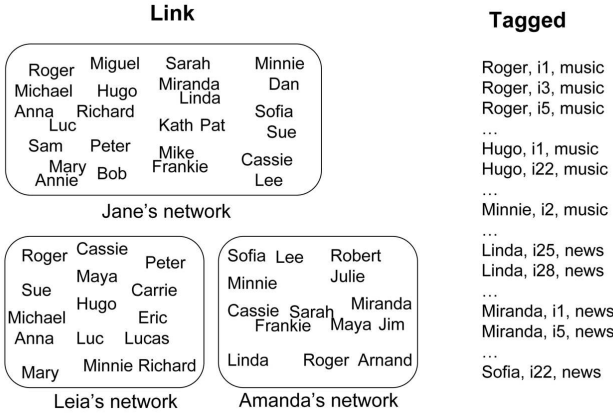 Link
Tagged
Roger Miguel Sarah Minnie
Michael Hugo Miranda Dan
Linda
Anna Richard Sofia
Luc Kath Pat Sue
Sam Peter Mike
Mary Frankie Cassie
Annie Bob Lee
Jane's network
Roger Cassie Peter
Maya
Sue Carrie
Hugo
Michael Eric
Anna Luc Lucas
Mary Minnie Richard
Leia's network
Sofia Lee Robert
Minnie Julie
Cassie Sarah Miranda
Frankie Maya Jim
Linda Roger Arnand
Amanda's network
Roger, i1, music
Roger, i3, music
Roger, i5, music
...
Hugo, i1, music
Hugo, i22, music
...
Minnie, i2, music
...
Linda, i25, news
Linda, i28, news
...
Miranda, i1, news
Miranda, i5, news
...
Sofia, i22, news